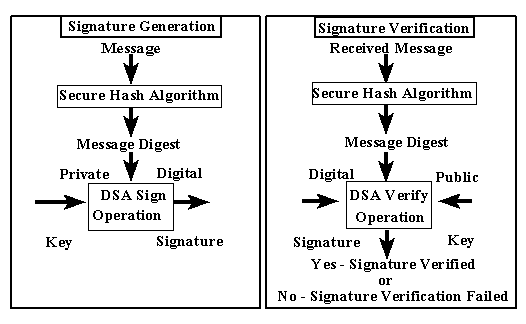 Signature Generation
Message
Secure Hash Algorithm
Message Digest
Private
Digital
DSA Sign
Operation
Key
Signature
Signature Verification
Received Message
Secure Hash Algorithm
Message Digest
Digital
Public
DSA Verify
Operation
Signature
Key
Yes - Signature Verified
or
No - Signature Verification Failed